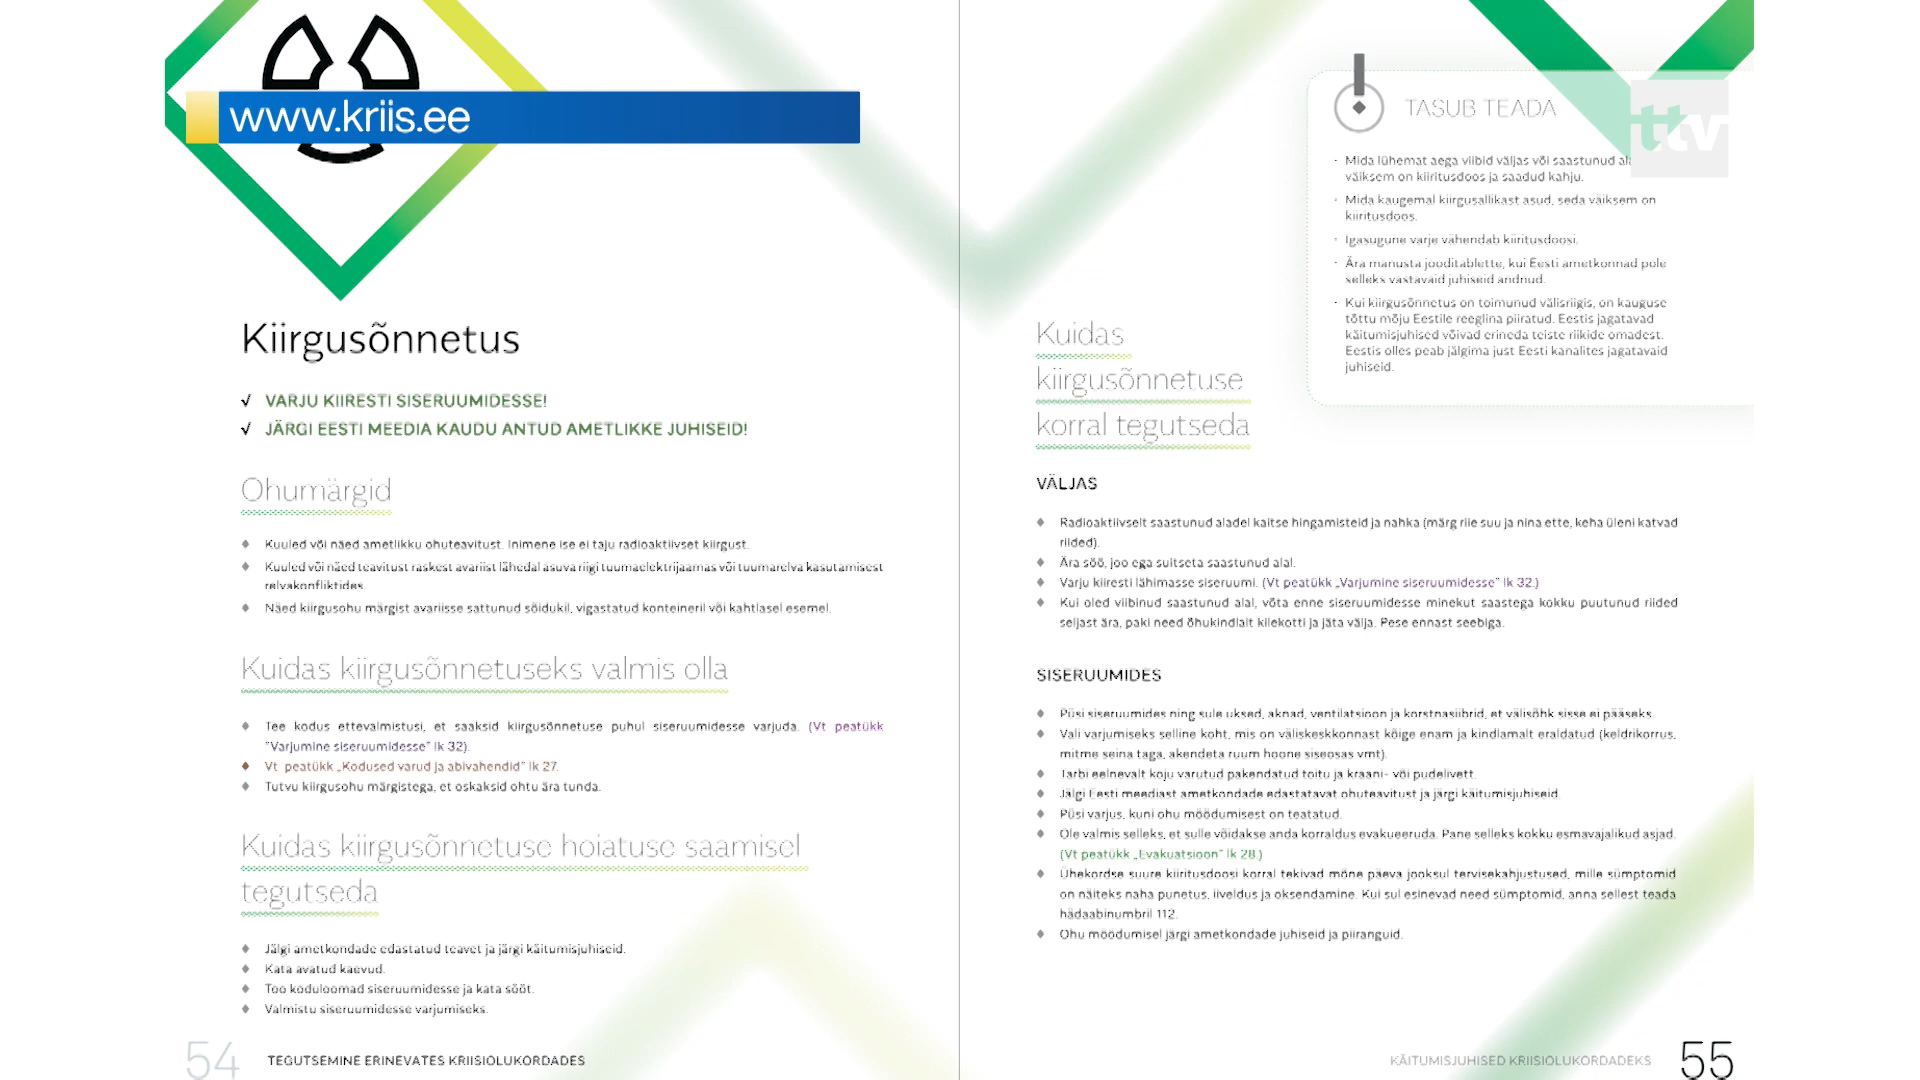 www.kriis.ee
Kiirgusõnnetus
√ VARJU KIIRESTI SISERUUMIDESSE!
√ JÄRGI EESTI MEEDIA KAUDU ANTUD AMETLIKKE JUHISEID!
Ohumärgid
Kuuled või näed ametlikku ohuteavitust. Inimene ise ei taju radioaktiivset kiirgust.
Kuuled või näed teavitust raskest avariist lähedal asuva riigi tuumaelektrijaamas või tuumarelva kasutamisest
relvakonfliktides.
Näed kiirgusohu märgist avariisse sattunud sõidukil, vigastatud konteineril või kahtlasel esemel.
Kuidas kiirgusõnnetuseks valmis olla
Tee kodus ettevalmistusi, et saaksid kiirgusõnnetuse puhul siseruumidesse varjuda. (Vt peatükk
"Varjumine siseruumidesse" lk 32).
Vt peatükk „Kodused varud ja abivahendid” lk 27.
Tutvu kiirgusohu märgistega, et oskaksid ohtu ära tunda.
Kuidas kiirgusõnnetuse hoiatuse saamisel
tegutseda
Jälgi ametkondade edastatud teavet ja järgi käitumisjuhiseid.
Kata avatud kaevud.
Too koduloomad siseruumidesse ja kata sööt.
Valmistu siseruumidesse varjumiseks.
54 TEGUTSEMINE ERINEVATES KRIISIOLUKORDADES
TASUB TEADA
ttv
· Mida lühemat aega viibid väljas või saastunud
väiksem on kiiritusdoos ja saadud kahju.
· Mida kaugemal kiirgusallikast asud, seda väiksem on
kiiritusdoos.
· Igasugune varje vähendab kiiritusdoosi.
· Ära manusta jooditablette, kui Eesti ametkonnad pole
selleks vastavaid juhiseid andnud.
· Kui kiirgusõnnetus on toimunud välisriigis, on kauguse
tõttu mõju Eestile reeglina piiratud. Eestis jagatavad
käitumisjuhised võivad erineda teiste riikide omadest.
Eestis olles peab jälgima just Eesti kanalites jagatavaid
juhiseid.
Kuidas
kiirgusõnnetuse
korral tegutseda
VÄLJAS
Radioaktiivselt saastunud aladel kaitse hingamisteid ja nahka (märg riie suu ja nina ette, keha üleni katvad
riided).
Ära söö, joo ega suitseta saastunud alal.
Varju kiiresti lähimasse siseruumi. (Vt peatükk „Varjumine siseruumidesse” lk 32.)
Kui oled viibinud saastunud alal, võta enne siseruumidesse minekut saastega kokku puutunud riided
seljast ära, paki need õhukindlalt kilekotti ja jäta välja. Pese ennast seebiga.
SISERUUMIDES
Püsi siseruumides ning sule uksed, aknad, ventilatsioon ja korstnasiibrid, et välisõhk sisse ei pääseks.
Vali varjumiseks selline koht, mis on väliskeskkonnast kõige enam ja kindlamalt eraldatud (keldrikorrus,
mitme seina taga, akendeta ruum hoone siseosas vmt).
Tarbi eelnevalt koju varutud pakendatud toitu ja kraani- või pudelivett.
Jälgi Eesti meediast ametkondade edastatavat ohuteavitust ja järgi käitumisjuhiseid.
Püsi varjus, kuni ohu möödumisest on teatatud.
Ole valmis selleks, et sulle võidakse anda korraldus evakueeruda. Pane selleks kokku esmavajalikud asjad.
(Vt peatükk „Evakuatsioon” lk 28.)
Ühekordse suure kiiritusdoosi korral tekivad mõne päeva jooksul tervisekahjustused, mille sümptomid
on näiteks naha punetus, iiveldus ja oksendamine. Kui sul esinevad need sümptomid, anna sellest teada
hädaabinumbril 112.
Ohu möödumisel järgi ametkondade juhiseid ja piiranguid.
KÄITUMISJUHISED KRIISIOLUKORDADEKS 55